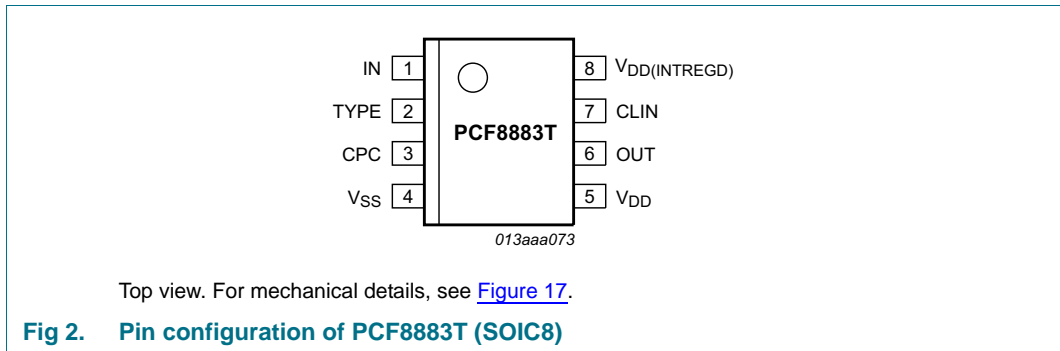 IN 1 8 VDD(INTREGD)
TYPE 2 7 CLIN
PCF8883T
CPC 3 6 OUT
VSS 4 5 VDD
013aaa073
Top view. For mechanical details, see Figure 17.
Fig 2. Pin configuration of PCF8883T (SOIC8)